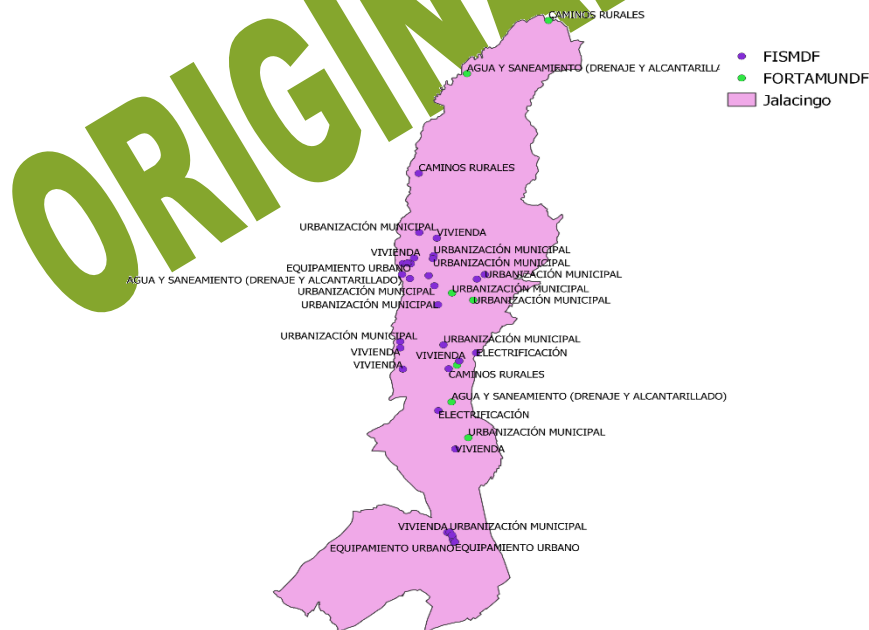 CAMINOS RURALES
AGUA Y SANEAMIENTO (DRENAJE Y ALCANTARILLA
FISMDF
FORTAMUNDF
Jalacingo
ORIGINA
CAMINOS RURALES
URBANIZACIÓN MUNICIPAL
VIVIENDA
VIVIENDA
URBANIZACIÓN MUNICIPAL
URBANIZACIÓN MUNICIPAL
EQUIPAMIENTO URBANO
URBANIZACIÓN MUNICIPAL
AGUA Y SANEAMIENTO (DRENAJE Y ALCANTARILLADO)
URBANIZACIÓN MUNICIPAL
URBANIZACIÓN MUNICIPAL
URBANIZACIÓN MUNICIPAL
URBANIZACIÓN MUNICIPAL
URBANIZACIÓN MUNICIPAL
URBANIZACIÓN MUNICIPAL
VIVIENDA
VIVIENDA
ELECTRIFICACIÓN
VIVIENDA
CAMINOS RURALES
AGUA Y SANEAMIENTO (DRENAJE Y ALCANTARILLADO)
ELECTRIFICACIÓN
URBANIZACIÓN MUNICIPAL
VIVIENDA
VIVIENDA
URBANIZACIÓN MUNICIPAL
EQUIPAMIENTO URBANO
EQUIPAMIENTO URBANO